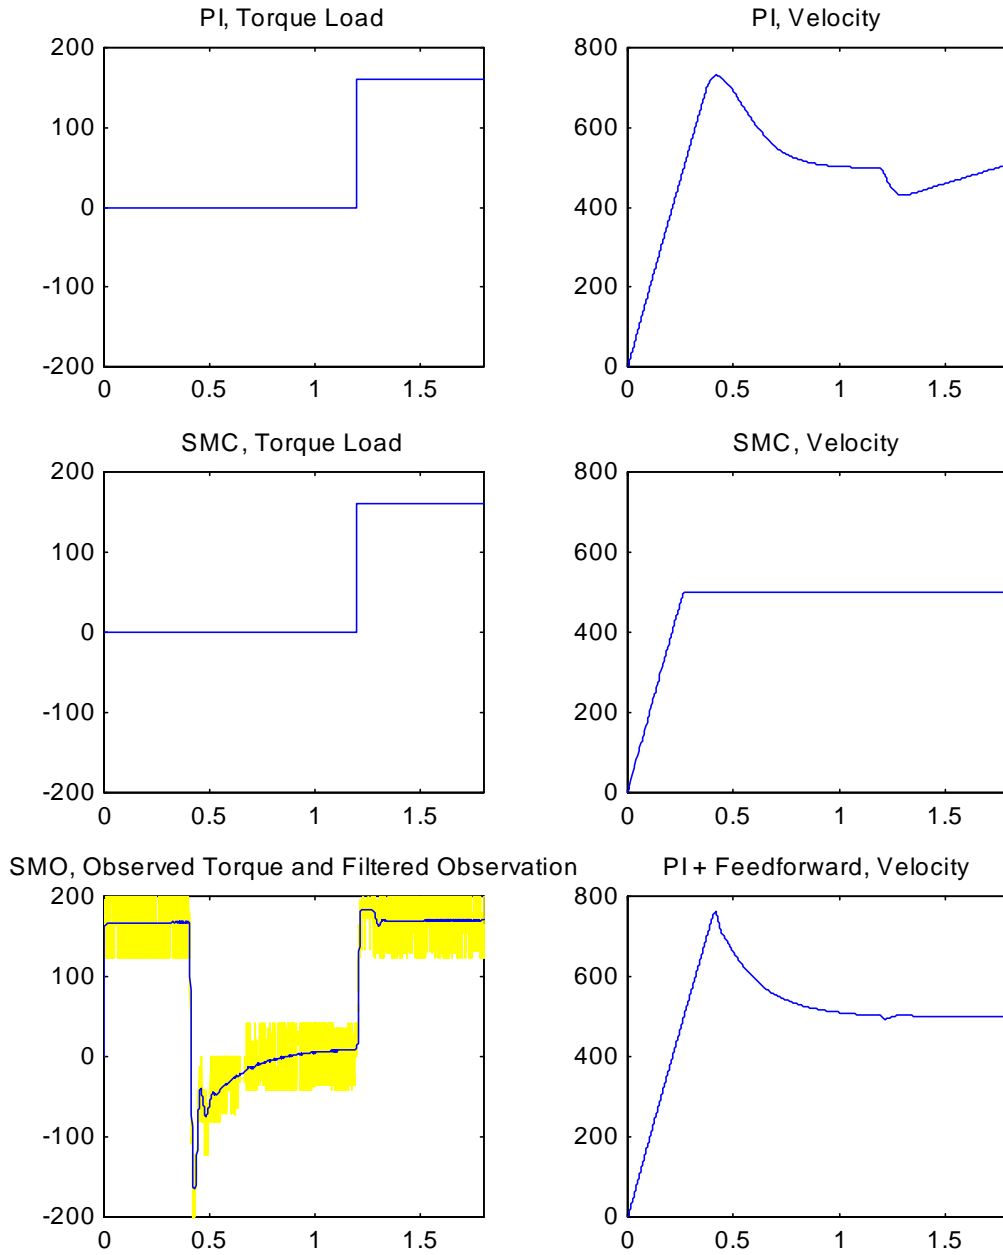 PI, Torque Load
PI, Velocity
200
100
0
-100
-200
0 0.5 1 1.5
800
600
400
200
0
0 0.5 1 1.5
SMC, Torque Load
SMC, Velocity
200
100
0
-100
-200
0 0.5 1 1.5
800
600
400
200
0
0 0.5 1 1.5
SMO, Observed Torque and Filtered Observation
PI + Feedforward, Velocity
200
100
0
-100
-200
0 0.5 1 1.5
800
600
400
200
0
0 0.5 1 1.5